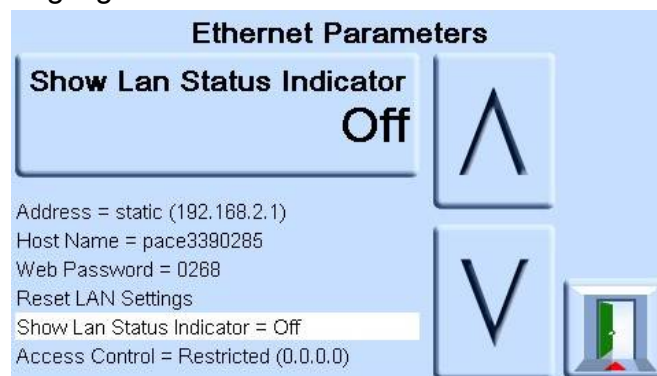 Ethernet Parameters
Show Lan Status Indicator
Off
Address = static (192.168.2.1)
Host Name = pace3390285
Web Password = 0268
Reset LAN Settings
Show Lan Status Indicator = Off
Access Control = Restricted (0.0.0.0)